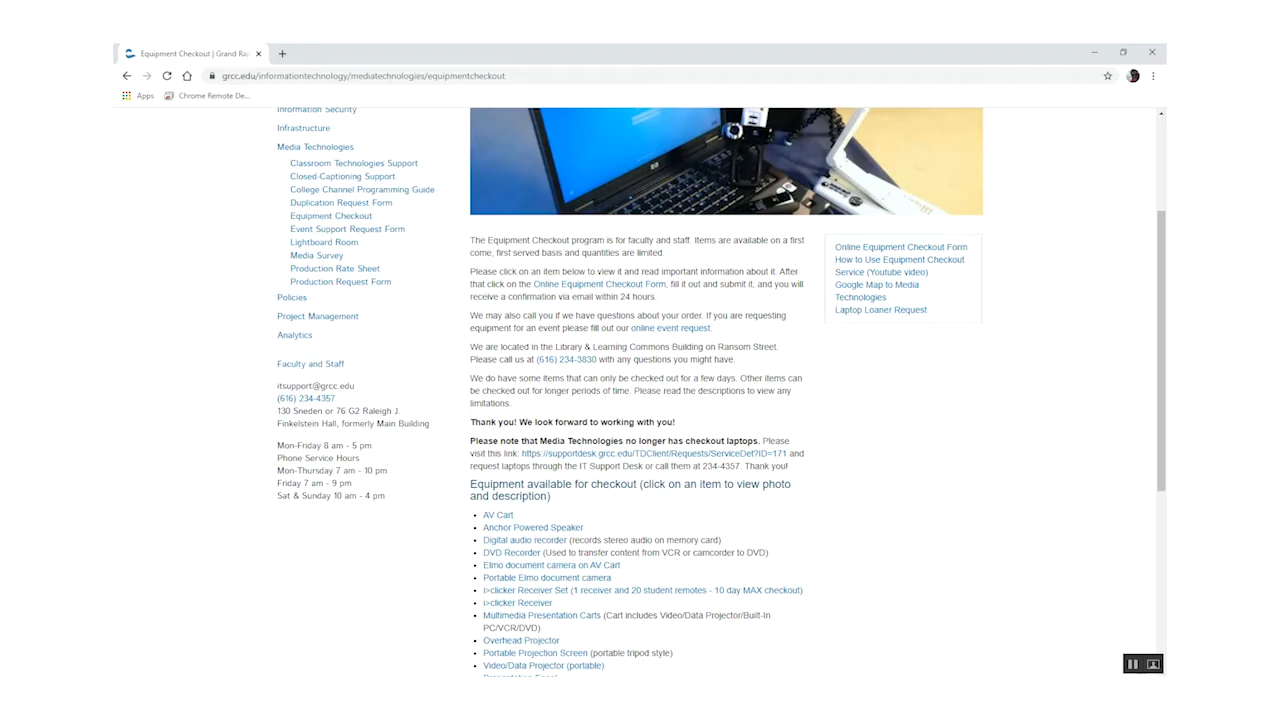 Equipment Checkout | Grand Ra
grcc.edu/informationtechnology/mediatechnologies/equipmentcheckout
Apps
Chrome Remote De...
Information Security
Infrastructure
Media Technologies
Classroom Technologies Support
Closed-Captioning Support
College Channel Programming Guide
Duplication Request Form
Equipment Checkout
Event Support Request Form
Lightboard Room
Media Survey
Production Rate Sheet
Production Request Form
Policies
Project Management
Analytics
Faculty and Staff
itsupport@grcc.edu
(616) 234-4357
130 Sneden or 76 G2 Raleigh J.
Finkelstein Hall, formerly Main Building
Mon-Friday 8 am - 5 pm
Phone Service Hours
Mon-Thursday 7 am - 10 pm
Friday 7 am - 9 pm
Sat & Sunday 10 am - 4 pm
The Equipment Checkout program is for faculty and staff. Items are available on a first
come, first served basis and quantities are limited.
Please click on an item below to view it and read important information about it. After
that click on the Online Equipment Checkout Form, fill it out and submit it, and you will
receive a confirmation via email within 24 hours.
We may also call you if we have questions about your order. If you are requesting
equipment for an event please fill out our online event request.
We are located in the Library & Learning Commons Building on Ransom Street.
Please call us at (616) 234-3830 with any questions you might have.
We do have some items that can only be checked out for a few days. Other items can
be checked out for longer periods of time. Please read the descriptions to view any
limitations.
Thank you! We look forward to working with you!
Please note that Media Technologies no longer has checkout laptops. Please
visit this link: https://supportdesk.grcc.edu/TDClient/Requests/ServiceDet?ID=171 and
request laptops through the IT Support Desk or call them at 234-4357. Thank you!
Equipment available for checkout (click on an item to view photo
and description)
AV Cart
Anchor Powered Speaker
Digital audio recorder (records stereo audio on memory card)
DVD Recorder (Used to transfer content from VCR or camcorder to DVD)
Elmo document camera on AV Cart
Portable Elmo document camera
i>clicker Receiver Set (1 receiver and 20 student remotes - 10 day MAX checkout)
i>clicker Receiver
Multimedia Presentation Carts (Cart includes Video/Data Projector/Built-In
PC/VCR/DVD)
Overhead Projector
Portable Projection Screen (portable tripod style)
Video/Data Projector (portable)
Online Equipment Checkout Form
How to Use Equipment Checkout
Service (Youtube video)
Google Map to Media
Technologies
Laptop Loaner Request